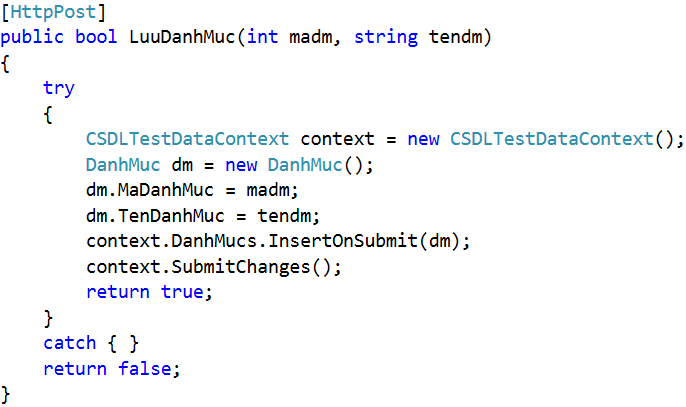 [HttpPost]
public bool LuuDanhMuc(int madm, string tendm)
{
    try
    {
        CSDLTestDataContext context = new CSDLTestDataContext();
        DanhMuc dm = new DanhMuc();
        dm.MaDanhMuc = madm;
        dm.TenDanhMuc = tendm;
        context.DanhMucs.InsertOnSubmit(dm);
        context.SubmitChanges();
        return true;
    }
    catch { }
    return false;
}